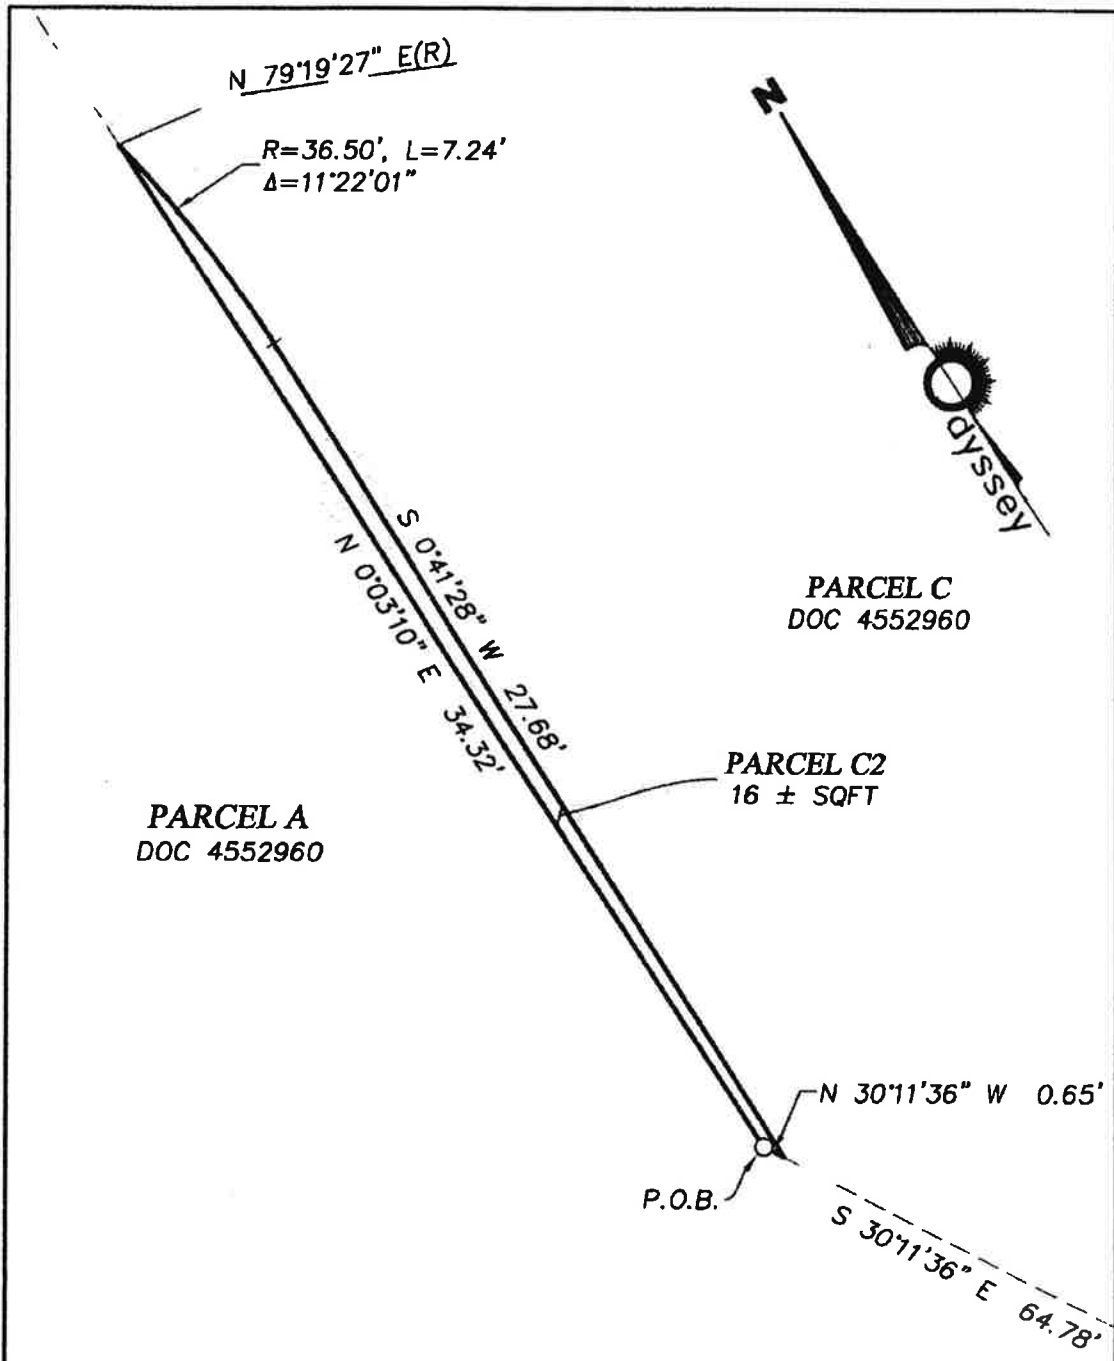 N 79°19'27" E(R)
R=36.50', L=7.24'
Δ=11°22'01"
N
dyssey
S 0°41'28" W 27.68'
N 0°03'10" E 34.32'
PARCEL C
DOC 4552960
PARCEL C2
16 ± SQFT
PARCEL A
DOC 4552960
N 30°11'36" W 0.65'
P.O.B.
S 30°11'36" E 64.78'